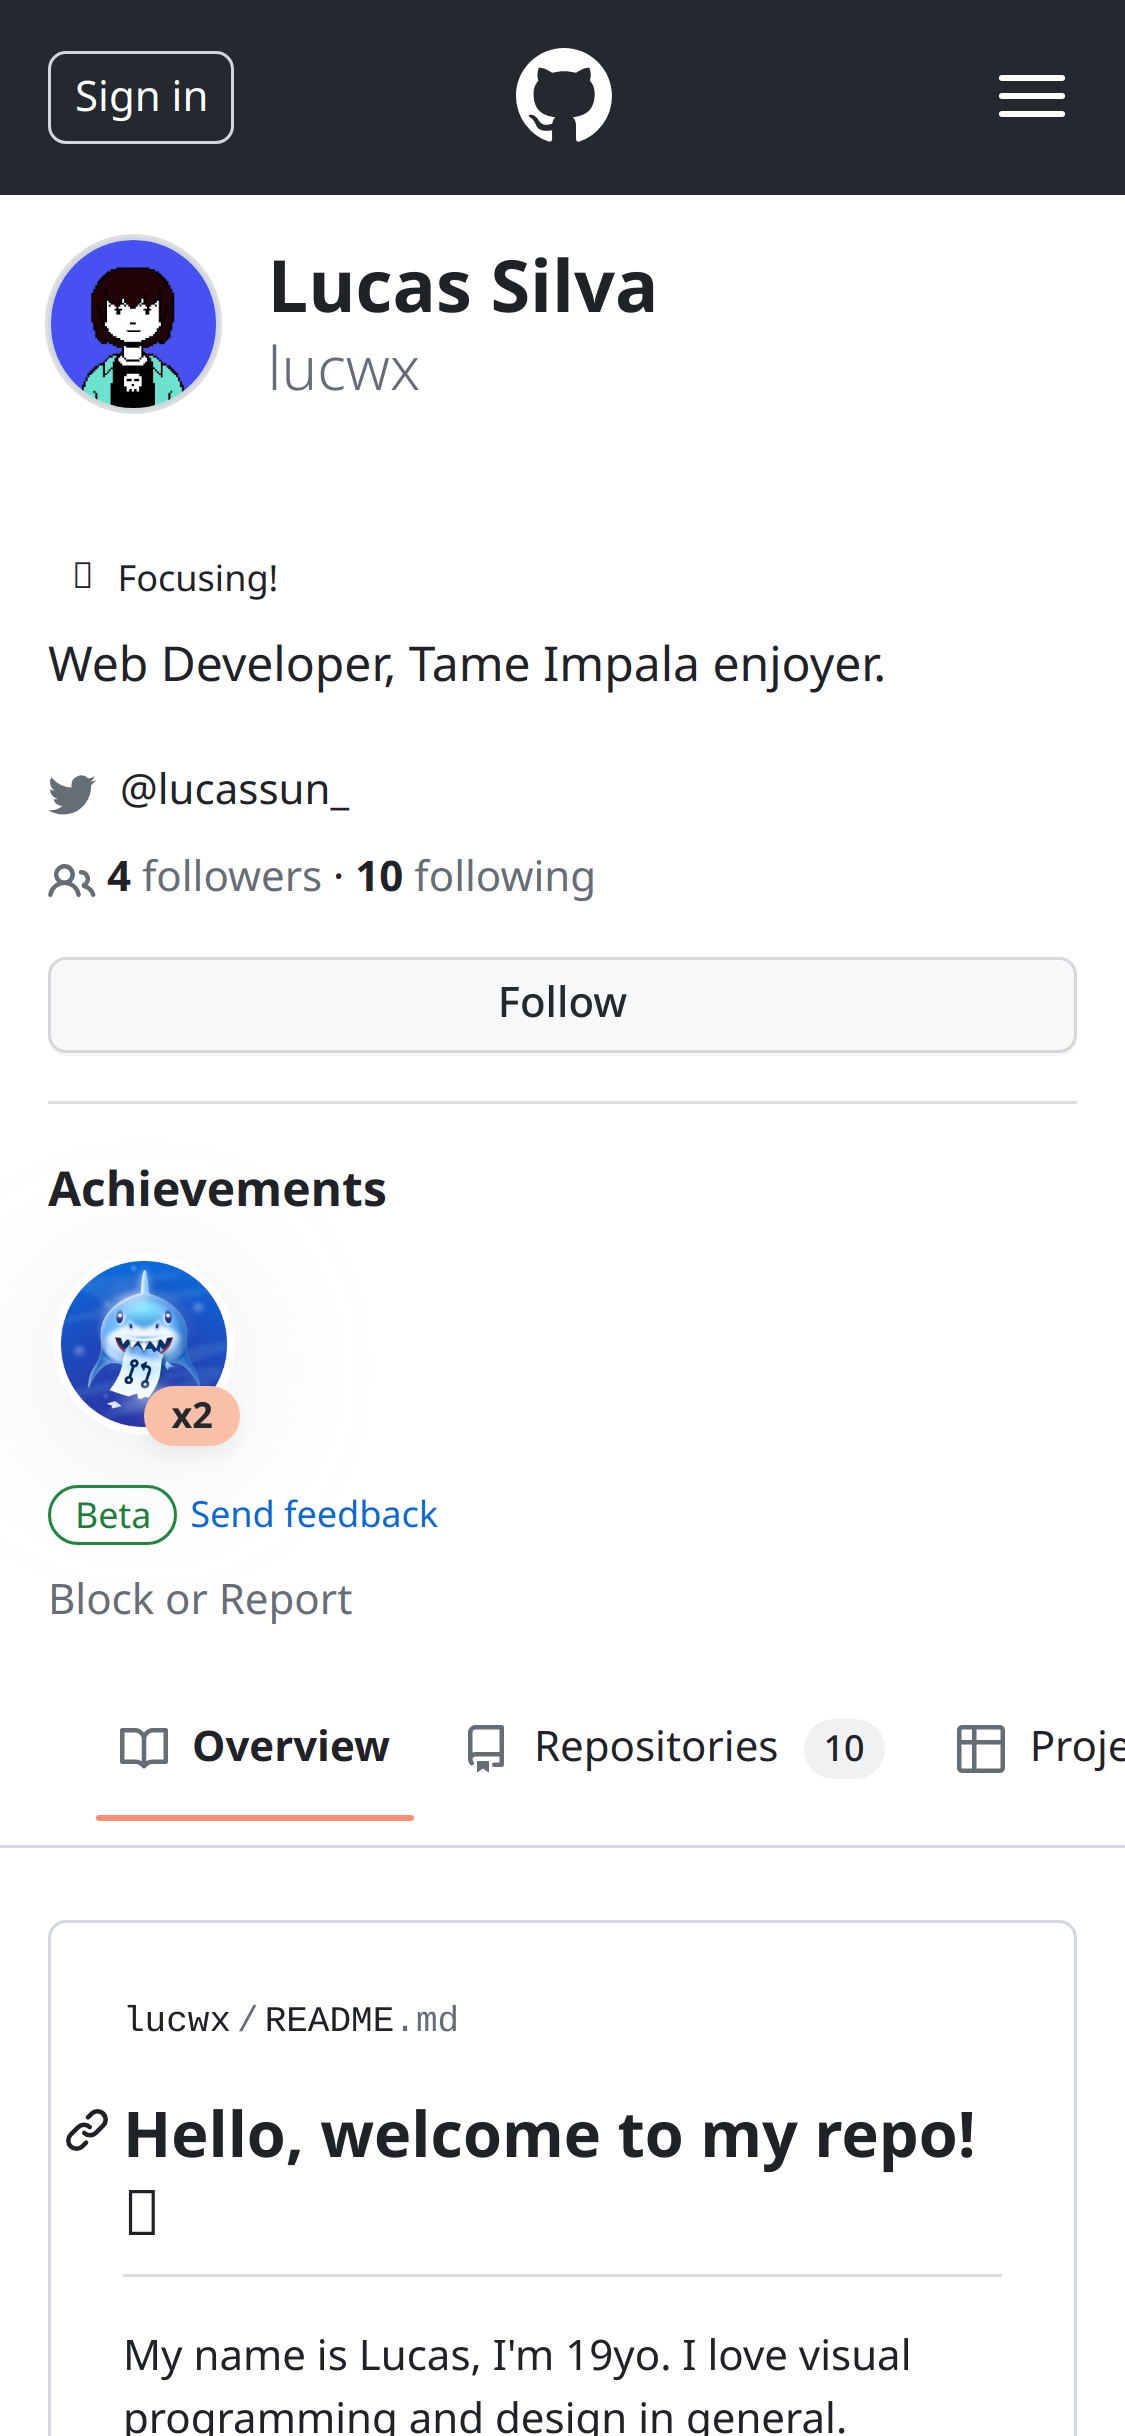 Sign in
Lucas Silva
lucwx
Focusing!
Web Developer, Tame Impala enjoyer.
@lucassun_
4 followers · 10 following
Follow
Achievements
x2
Beta Send feedback
Block or Report
Overview Repositories 10 Proje
lucwx/README.md
Hello, welcome to my repo!
My name is Lucas, I'm 19yo. I love visual
programming and design in general.